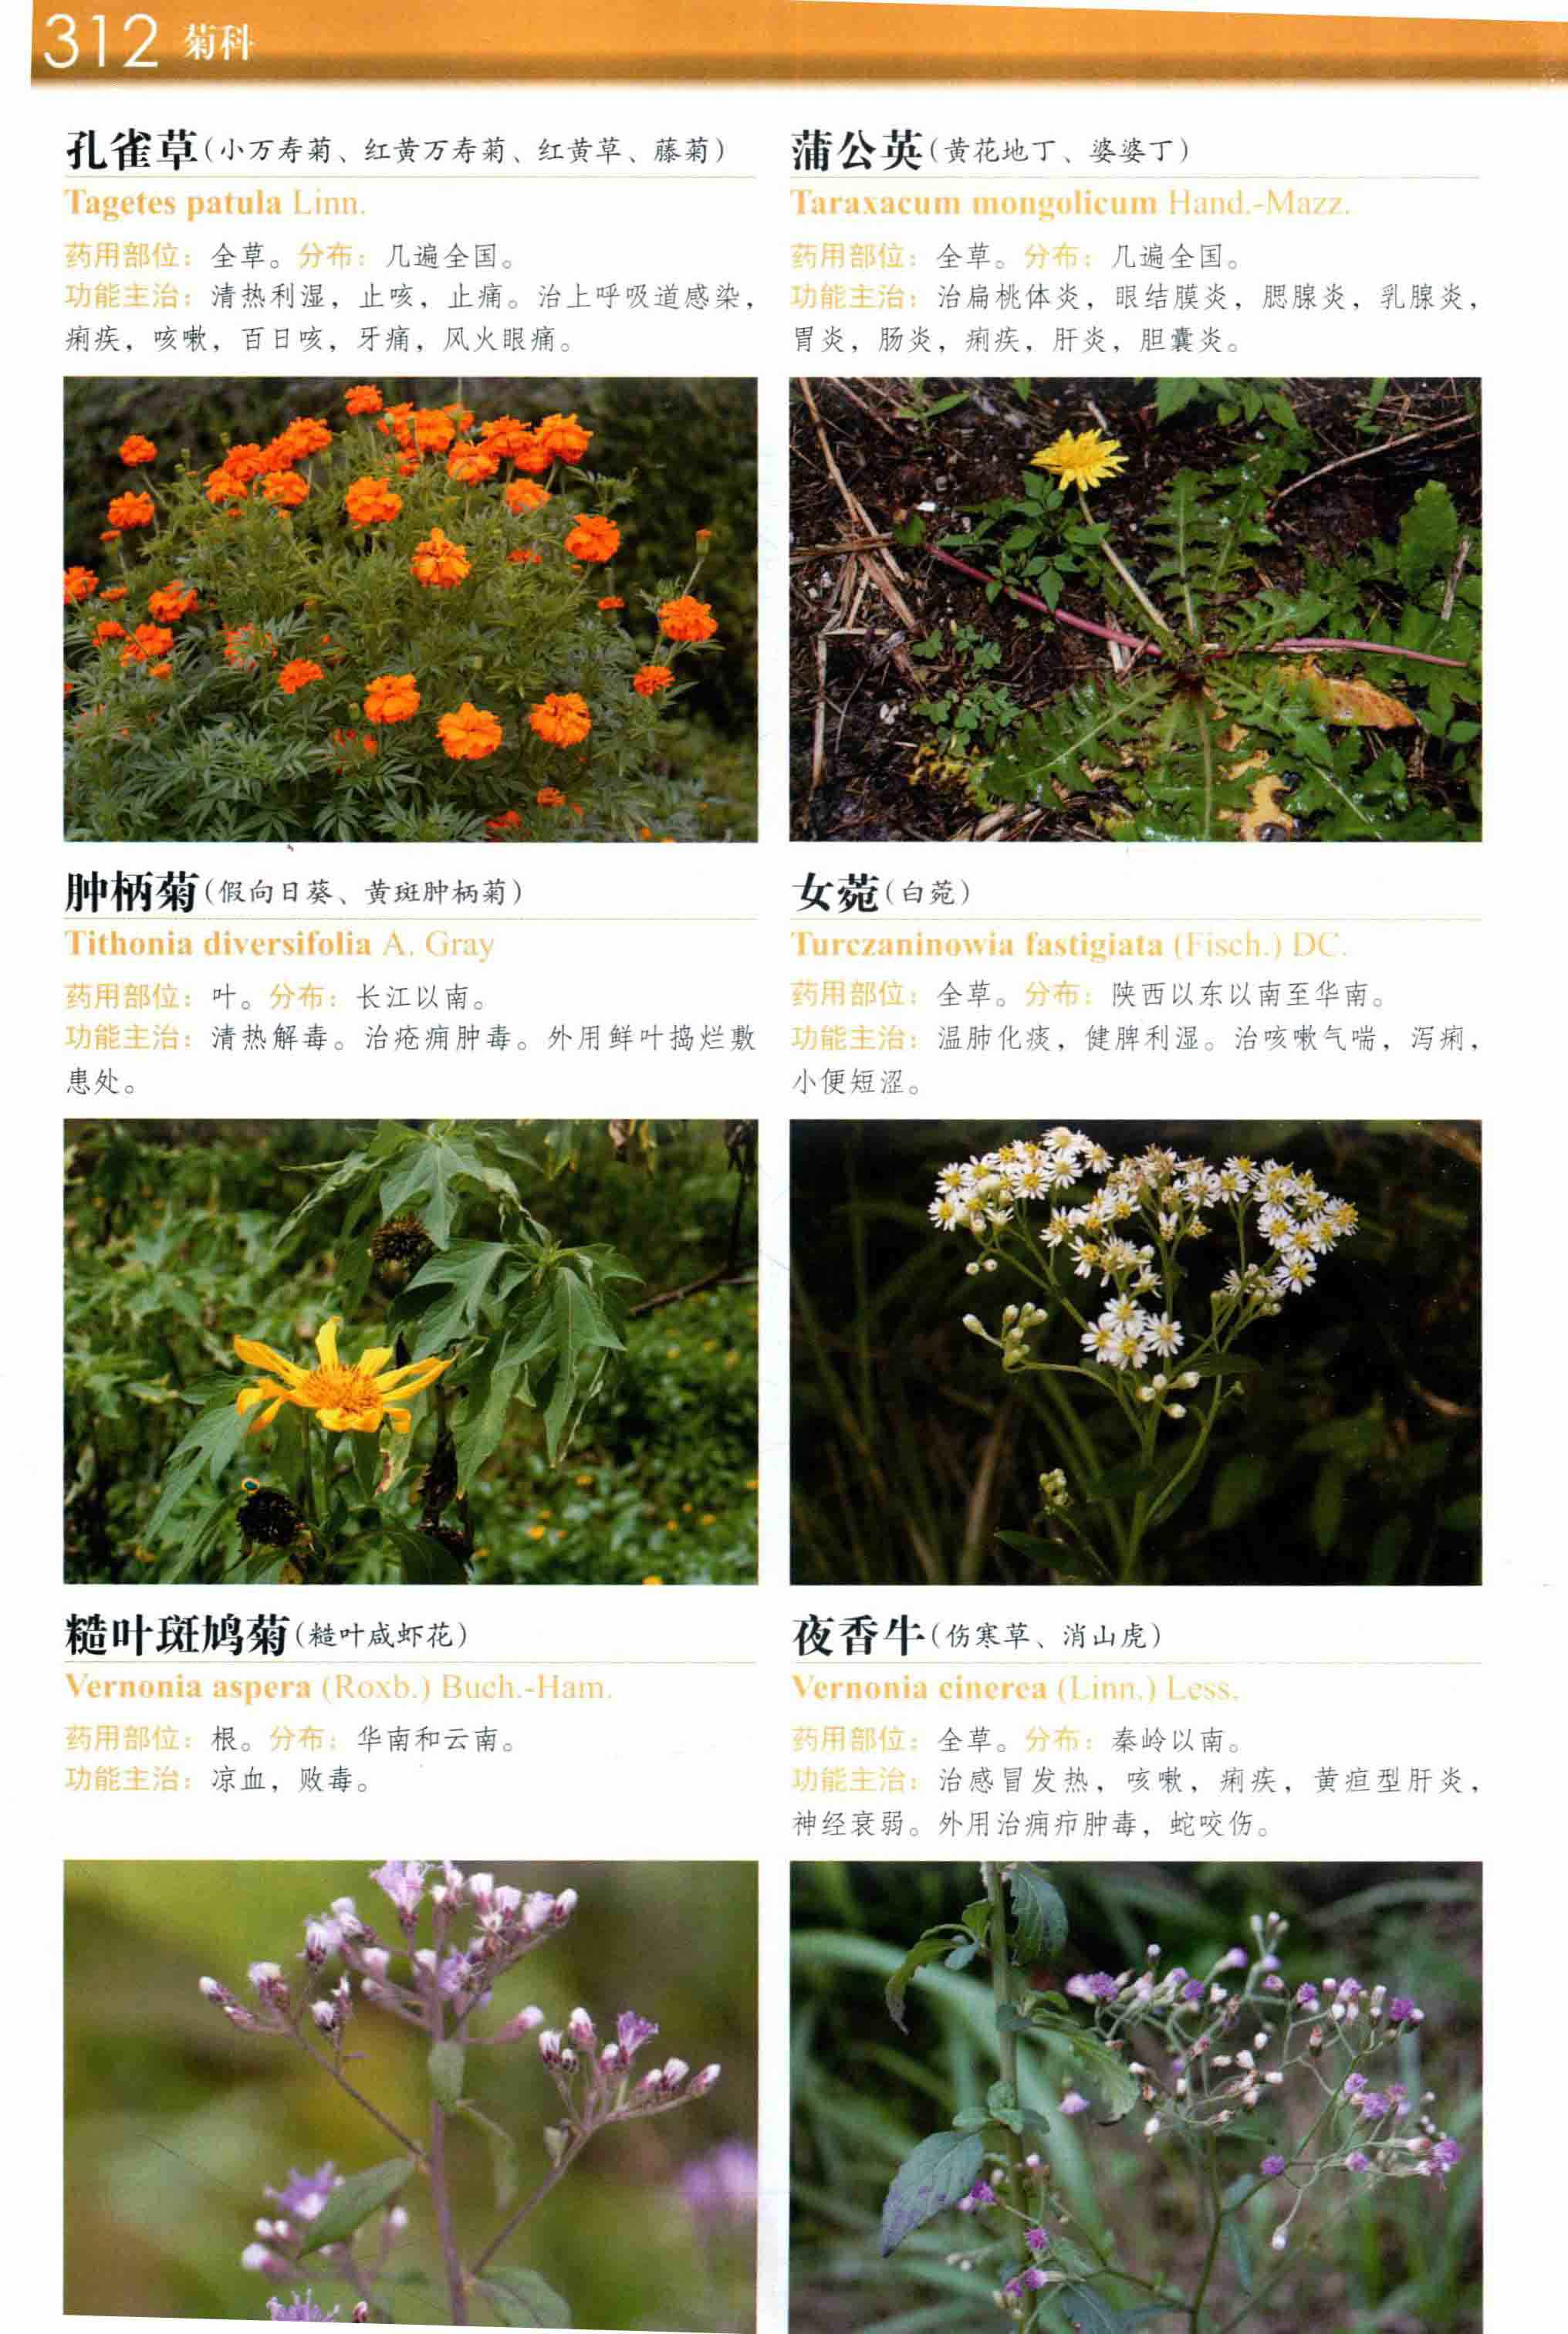 312 菊科
孔雀草(小万寿菊、红黄万寿菊、红黄草、藤菊)
Tagetes patula Linn.
药用部位：全草。分布：几遍全国。
功能主治：清热利湿，止咳，止痛。治上呼吸道感染，
痢疾，咳嗽，百日咳，牙痛，风火眼痛。
蒲公英(黄花地丁、婆婆丁)
Taraxacum mongolicum Hand.-Mazz.
药用部位：全草。分布：几遍全国。
功能主治：治扁桃体炎，眼结膜炎，腮腺炎，乳腺炎，
胃炎，肠炎，痢疾，肝炎，胆囊炎。
肿柄菊(假向日葵、黄斑肿柄菊)
Tithonia diversifolia A. Gray
药用部位：叶。分布：长江以南。
功能主治：清热解毒。治疮痈肿毒。外用鲜叶捣烂敷
患处。
女菀(白菀)
Turczaninowia fastigiata (Fisch.) DC.
药用部位：全草。分布：陕西以东以南至华南。
功能主治：温肺化痰，健脾利湿。治咳嗽气喘，泻痢，
小便短涩。
糙叶斑鸠菊(糙叶咸虾花)
Vernonia aspera (Roxb.) Buch.-Ham.
药用部位：根。分布：华南和云南。
功能主治：凉血，败毒。
夜香牛(伤寒草、消山虎)
Vernonia cinerea (Linn.) Less.
药用部位：全草。分布：秦岭以南。
功能主治：治感冒发热，咳嗽，痢疾，黄疸型肝炎，
神经衰弱。外用治痈疖肿毒，蛇咬伤。